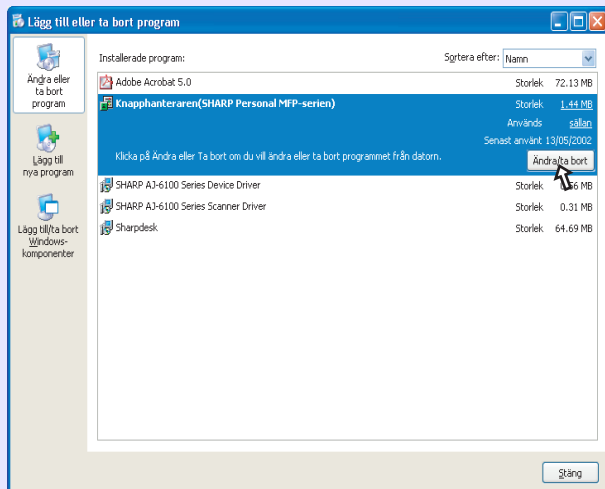 Lägg till eller ta bort program
Ändra eller
ta bort
program
Lägg till
nya program
Lägg till/ta bort
Windows-
komponenter
Installerade program:
Sortera efter: Namn
Adobe Acrobat 5.0 Storlek 72.13 MB
Knapphanteraren(SHARP Personal MFP-serien) Storlek 1.44 MB
Används sällan
Senast använt 13/05/2002
Klicka på Ändra eller Ta bort om du vill ändra eller ta bort programmet från datorn. Ändra/ta bort
SHARP AJ-6100 Series Device Driver Storlek 0.56 MB
SHARP AJ-6100 Series Scanner Driver Storlek 0.31 MB
Sharpdesk Storlek 64.69 MB
Stäng